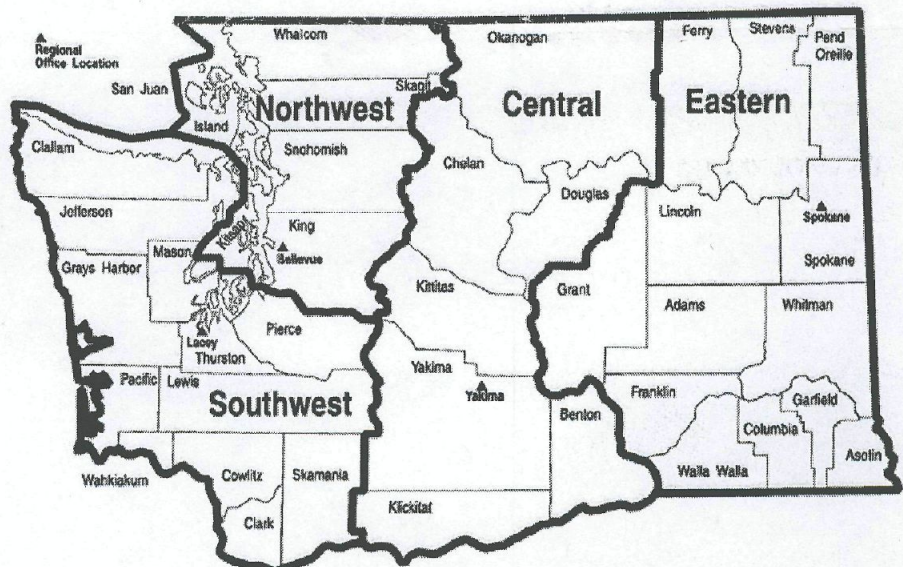 Regional
Office Location
San Juan
Whatcom
Skagit
Northwest
Island
Snohomish
King
Kitsap
Bellevue
Okanogan
Central
Chelan
Douglas
Kittitas
Yakima
Yakima
Benton
Klickitat
Ferry
Stevens
Pend
Oreille
Eastern
Lincoln
Spokane
Spokane
Grant
Adams
Whitman
Franklin
Garfield
Columbia
Walla Walla
Asotin
Clallam
Jefferson
Mason
Grays Harbor
Lacey
Thurston
Pierce
Pacific
Lewis
Southwest
Wahkiakum
Cowlitz
Skamania
Clark